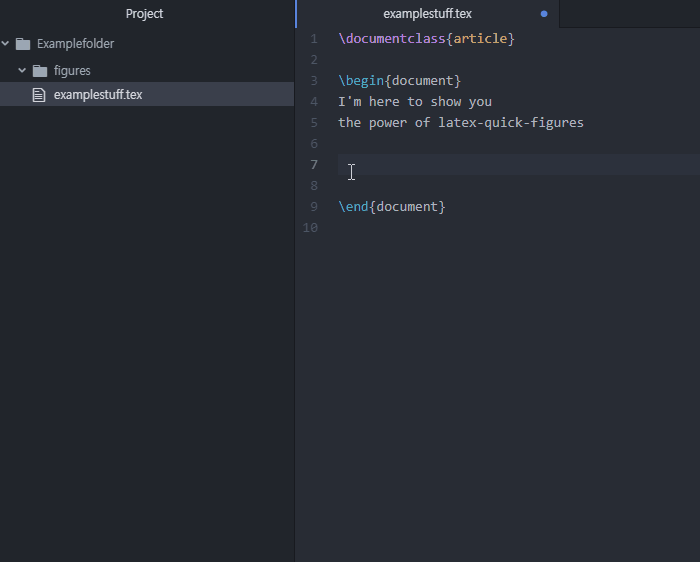 Project
Examplefolder
figures
examplestuff.tex
examplestuff.tex
1 \documentclass{article}
2
3 \begin{document}
4 I'm here to show you
5 the power of latex-quick-figures
6
7
8
9 \end{document}
10